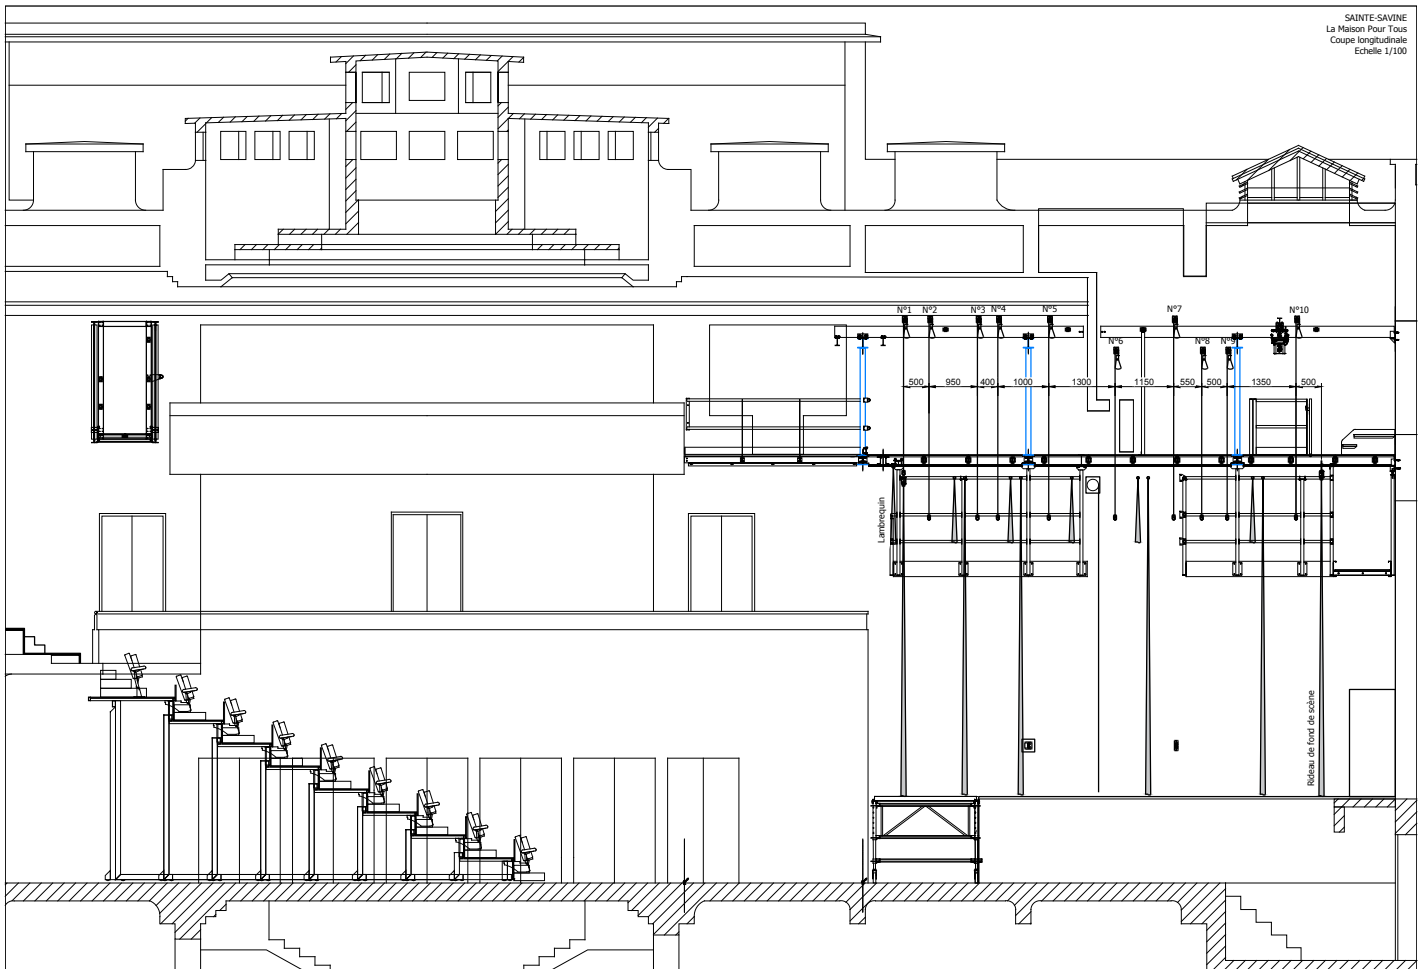 SAINTE-SAVINE
La Maison Pour Tous
Coupe longitudinale
Echelle 1/100
N°1 N°2 N°3 N°4 N°5 N°7 N°10
N°6 N°8 N°9
500 950 400 1000 1300 1150 550 500 1350 500
Lambrequin
Rideau de fond de scène